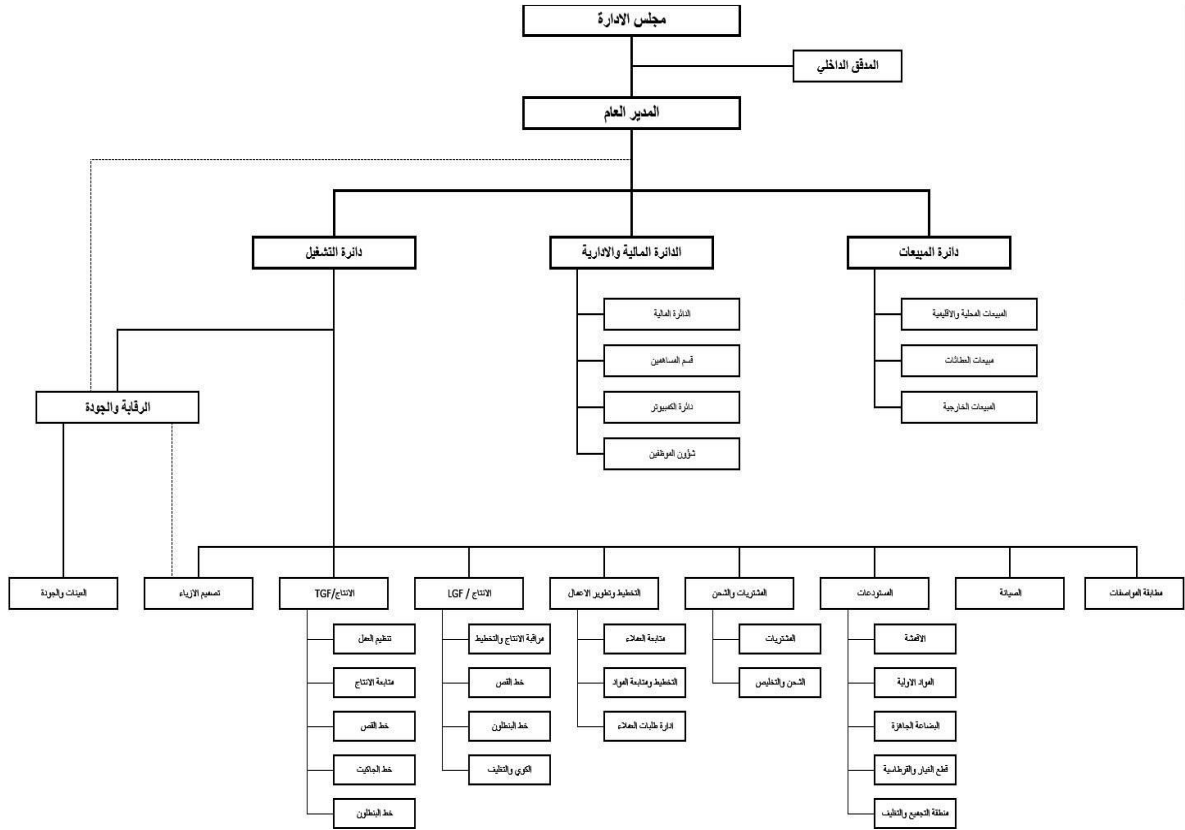 مجلس الادارة
المدقق الداخلي
المدير العام
دائرة المبيعات
الدائرة المالية والادارية
دائرة التشغيل
المبيعات المحلية والاقليمية
مبيعات العطائات
المبيعات الخارجية
الدائرة المالية
قسم المساهمين
دائرة الكمبيوتر
شؤون الموظفين
الرقابة والجودة
مطابقة المواصفات
الصيانة
المستودعات
المشتريات والشحن
التخطيط وتطوير الاعمال
الانتاج / LGF
الانتاج/TGF
تصميم الازياء
العينات والجودة
الاقمشة
المواد الاولية
البضاعة الجاهزة
قطع الغيار والقرطاسية
منطقة التجميع والتغليف
المشتريات
الشحن والتخليص
متابعة العملاء
التخطيط ومتابعة المواد
ادارة طلبات العملاء
مراقبة الانتاج والتخطيط
خط القص
خط البنطلون
الكوي والتغليف
تنظيم العمل
متابعة الانتاج
خط القص
خط الجاكيت
خط البنطلون